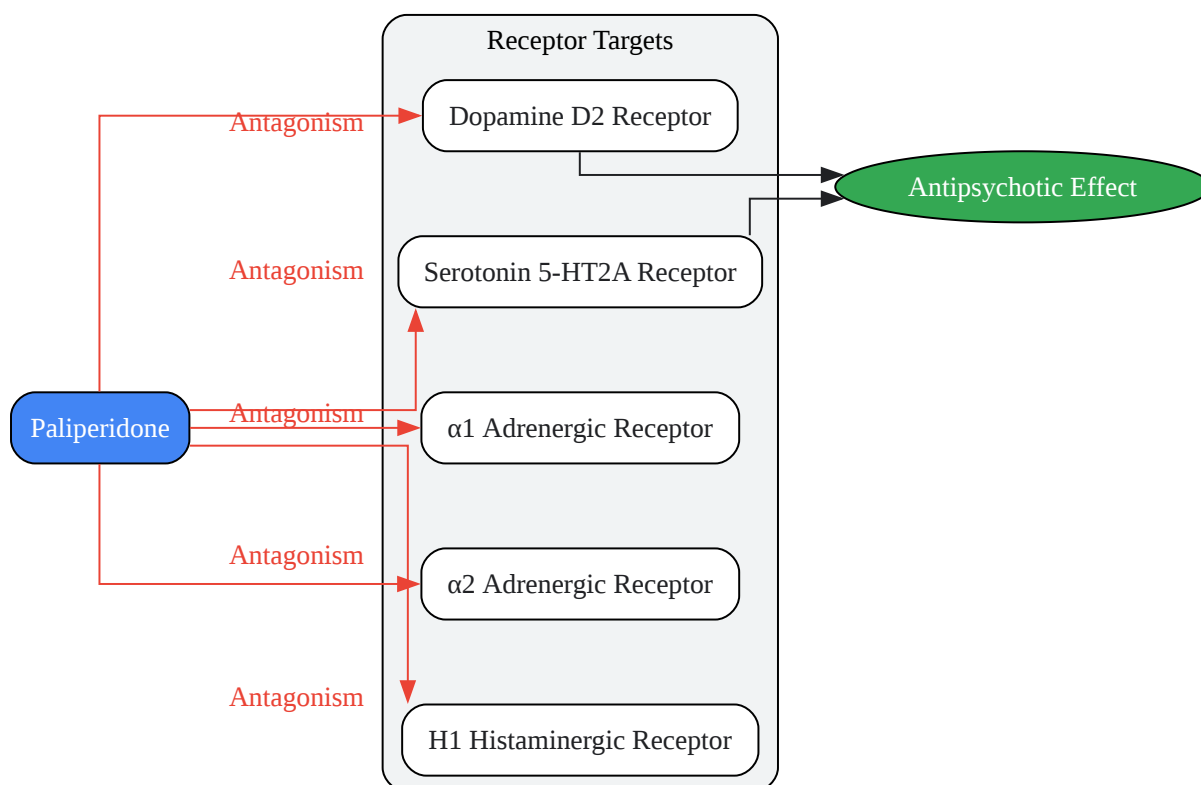 Receptor Targets
Antagonism
Dopamine D2 Receptor
Antipsychotic Effect
Antagonism
Serotonin 5-HT2A Receptor
Paliperidone
Antagonism
α1 Adrenergic Receptor
Antagonism
α2 Adrenergic Receptor
Antagonism
H1 Histaminergic Receptor